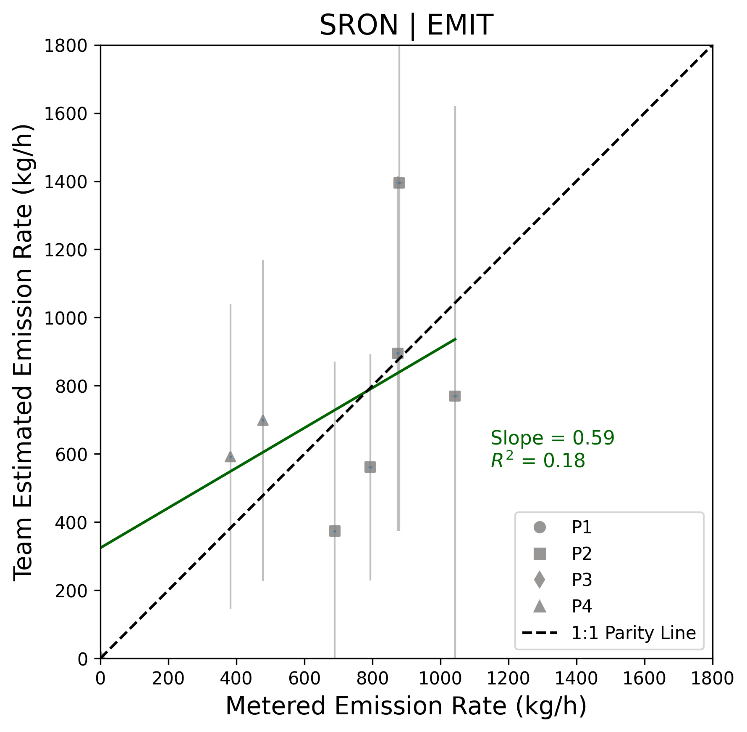 SRON | EMIT
Team Estimated Emission Rate (kg/h)
1800
1600
1400
1200
1000
800
600
400
200
0
Slope = 0.59
R² = 0.18
P1
P2
P3
P4
1:1 Parity Line
0 200 400 600 800 1000 1200 1400 1600 1800
Metered Emission Rate (kg/h)